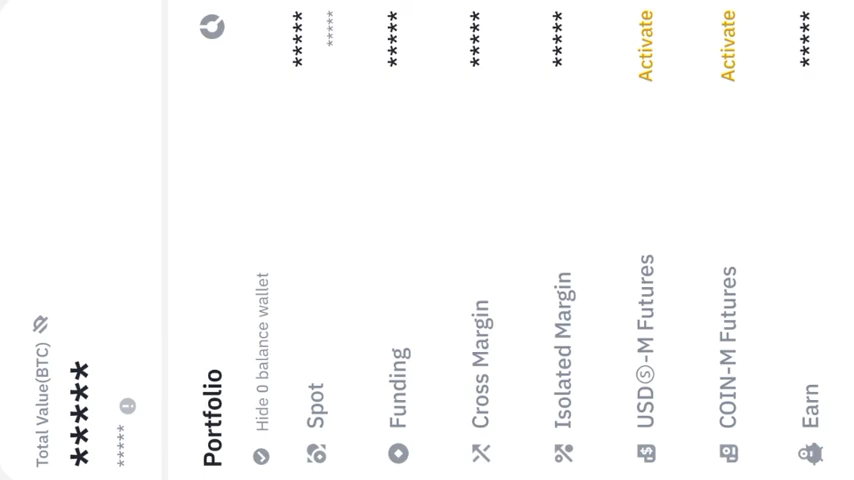 Total Value(BTC)
*****
*****
Portfolio
Hide 0 balance wallet
Spot *****
*****
Funding *****
Cross Margin *****
Isolated Margin *****
USDⓈ-M Futures Activate
COIN-M Futures Activate
Earn *****